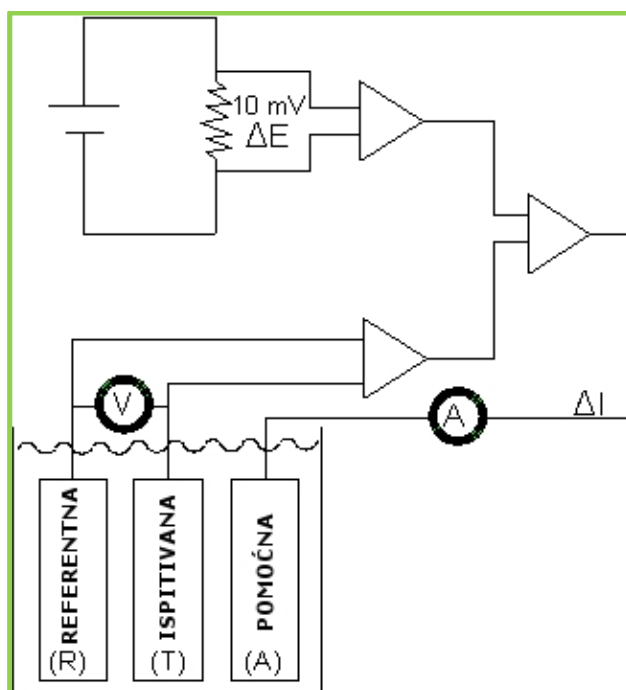 10 mV
ΔE
V
A
ΔI
REFERENTNA
(R)
ISPITIVANA
(T)
POMOĆNA
(A)